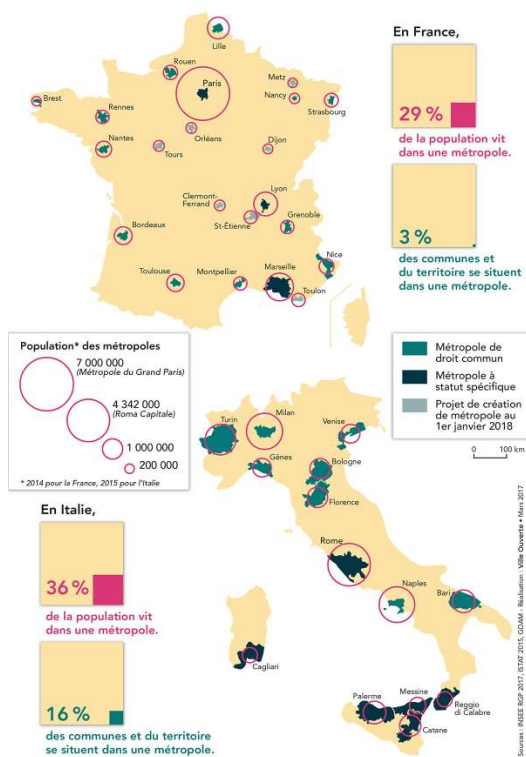 Lille
Rouen
Paris
Metz
Nancy
Strasbourg
Brest
Rennes
Orléans
Nantes
Tours
Dijon
Clermont-
Ferrand
Lyon
St-Étienne
Grenoble
Bordeaux
Nice
Toulouse
Montpellier
Marseille
Toulon
En France,
29 %
de la population vit
dans une métropole.
3 %
des communes et
du territoire se situent
dans une métropole.
Population* des métropoles
7 000 000
(Métropole du Grand Paris)
4 342 000
(Roma Capitale)
1 000 000
200 000
* 2014 pour la France, 2015 pour l'Italie
Métropole de
droit commun
Métropole à
statut spécifique
Projet de création
de métropole au
1er janvier 2018
0 100 km
Turin
Milan
Venise
Gênes
Bologne
Florence
Rome
Naples
Bari
Cagliari
Palerme
Messine
Reggio
di Calabre
Catane
En Italie,
36 %
de la population vit
dans une métropole.
16 %
des communes et du territoire
se situent dans une métropole.
Sources : INSEE RGP 2017, ISTAT 2015, GDAM - Réalisation : Ville Ouverte • Mars 2017